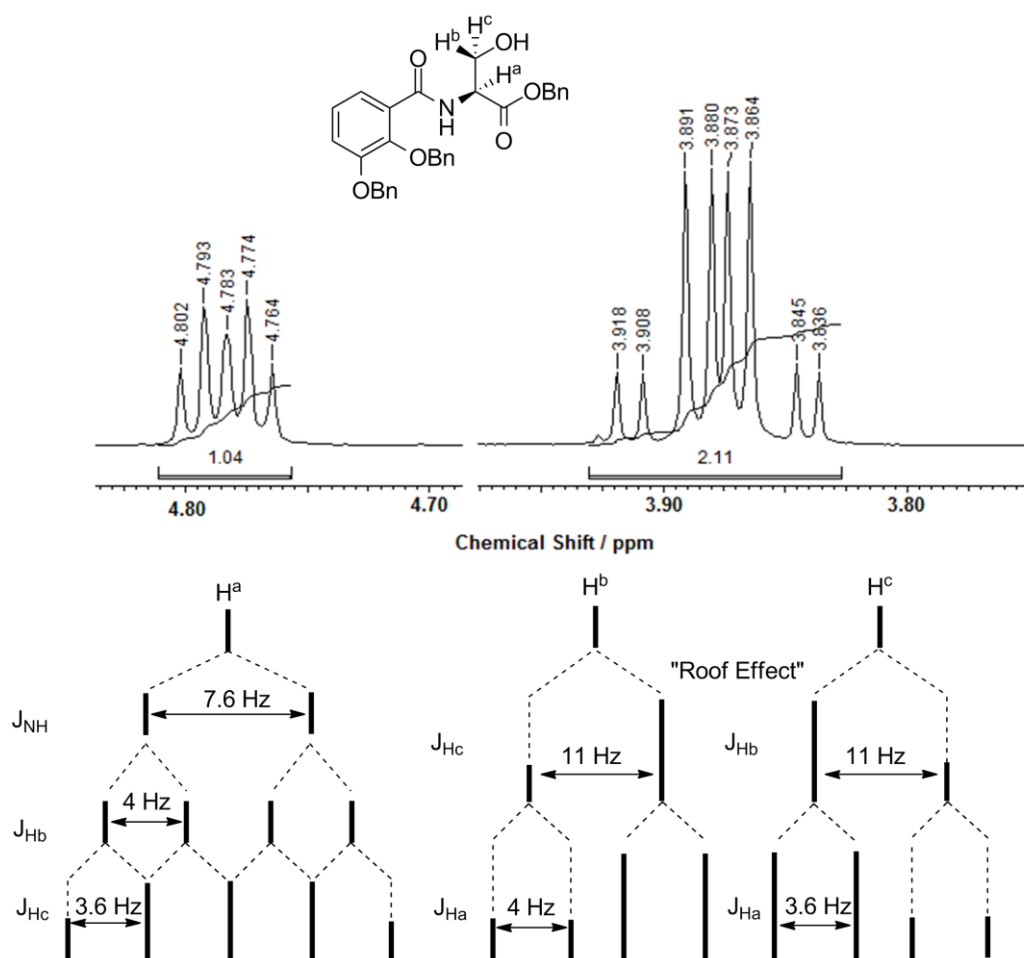 H^b H^c OH
O H^a
N H
OBn
O
OBn
OBn
4.802
4.793
4.783
4.774
4.764
3.918
3.908
3.891
3.880
3.873
3.864
3.845
3.836
1.04
2.11
4.80 4.70 3.90 3.80
Chemical Shift / ppm
H^a H^b H^c
"Roof Effect"
J_NH 7.6 Hz
J_Hc 11 Hz J_Hb 11 Hz
J_Hb 4 Hz
J_Hc 3.6 Hz J_Ha 4 Hz J_Ha 3.6 Hz